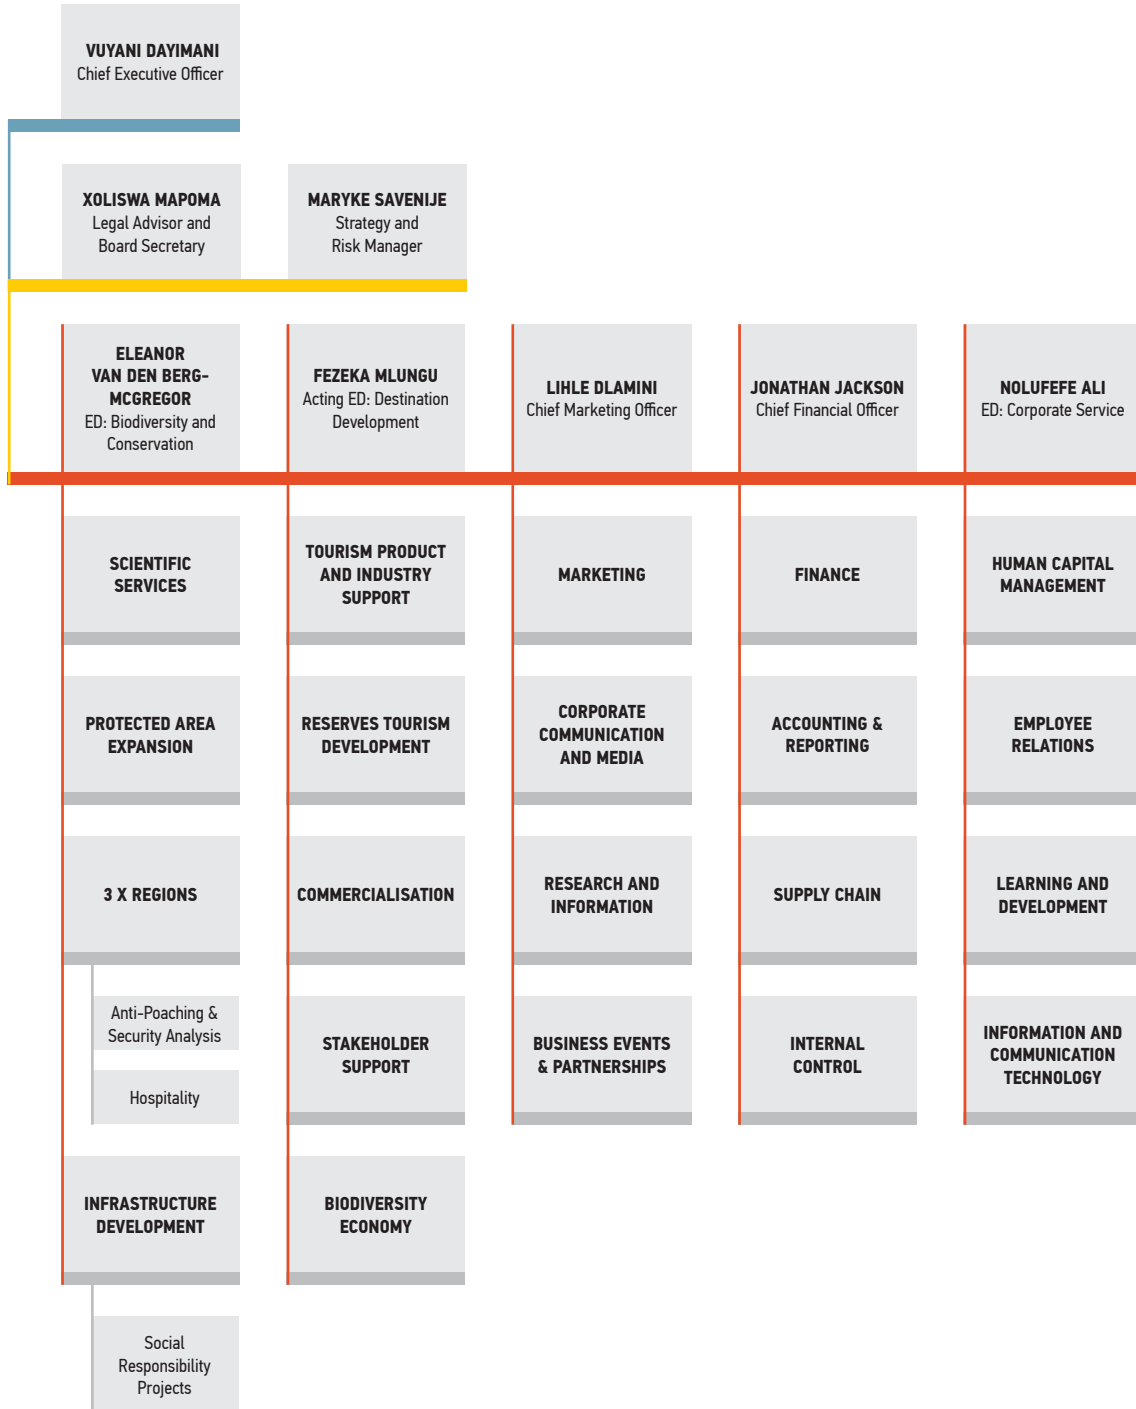 VUYANI DAYIMANI
Chief Executive Officer
XOLISWA MAPOMA
Legal Advisor and
Board Secretary
MARYKE SAVENIJE
Strategy and
Risk Manager
ELEANOR
VAN DEN BERG-
MCGREGOR
ED: Biodiversity and
Conservation
FEZEKA MLUNGU
Acting ED: Destination
Development
LIHLE DLAMINI
Chief Marketing Officer
JONATHAN JACKSON
Chief Financial Officer
NOLUFEFE ALI
ED: Corporate Service
SCIENTIFIC
SERVICES
TOURISM PRODUCT
AND INDUSTRY
SUPPORT
MARKETING
FINANCE
HUMAN CAPITAL
MANAGEMENT
PROTECTED AREA
EXPANSION
RESERVES TOURISM
DEVELOPMENT
CORPORATE
COMMUNICATION
AND MEDIA
ACCOUNTING &
REPORTING
EMPLOYEE
RELATIONS
3 X REGIONS
COMMERCIALISATION
RESEARCH AND
INFORMATION
SUPPLY CHAIN
LEARNING AND
DEVELOPMENT
Anti-Poaching &
Security Analysis
Hospitality
STAKEHOLDER
SUPPORT
BUSINESS EVENTS
& PARTNERSHIPS
INTERNAL
CONTROL
INFORMATION AND
COMMUNICATION
TECHNOLOGY
INFRASTRUCTURE
DEVELOPMENT
BIODIVERSITY
ECONOMY
Social
Responsibility
Projects